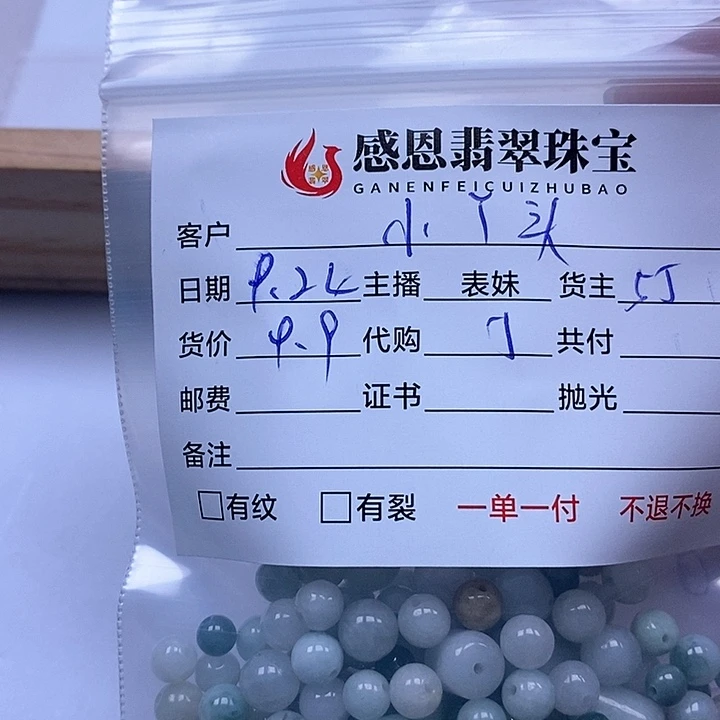 感恩翡翠珠宝
GANENFEICUIZHUBAO
客户 小丫头
日期 9.24 主播 表妹 货主 55
货价 9.9 代购 7 共付
邮费 证书 抛光
备注
有纹 有裂 一单一付 不退不换